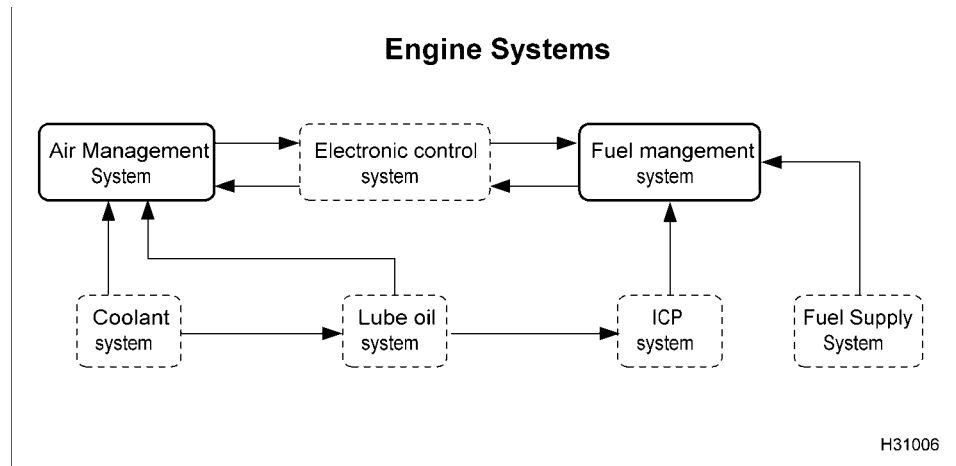 Engine Systems
Air Management
System
Electronic control
system
Fuel mangement
system
Coolant
system
Lube oil
system
ICP
system
Fuel Supply
System
H31006